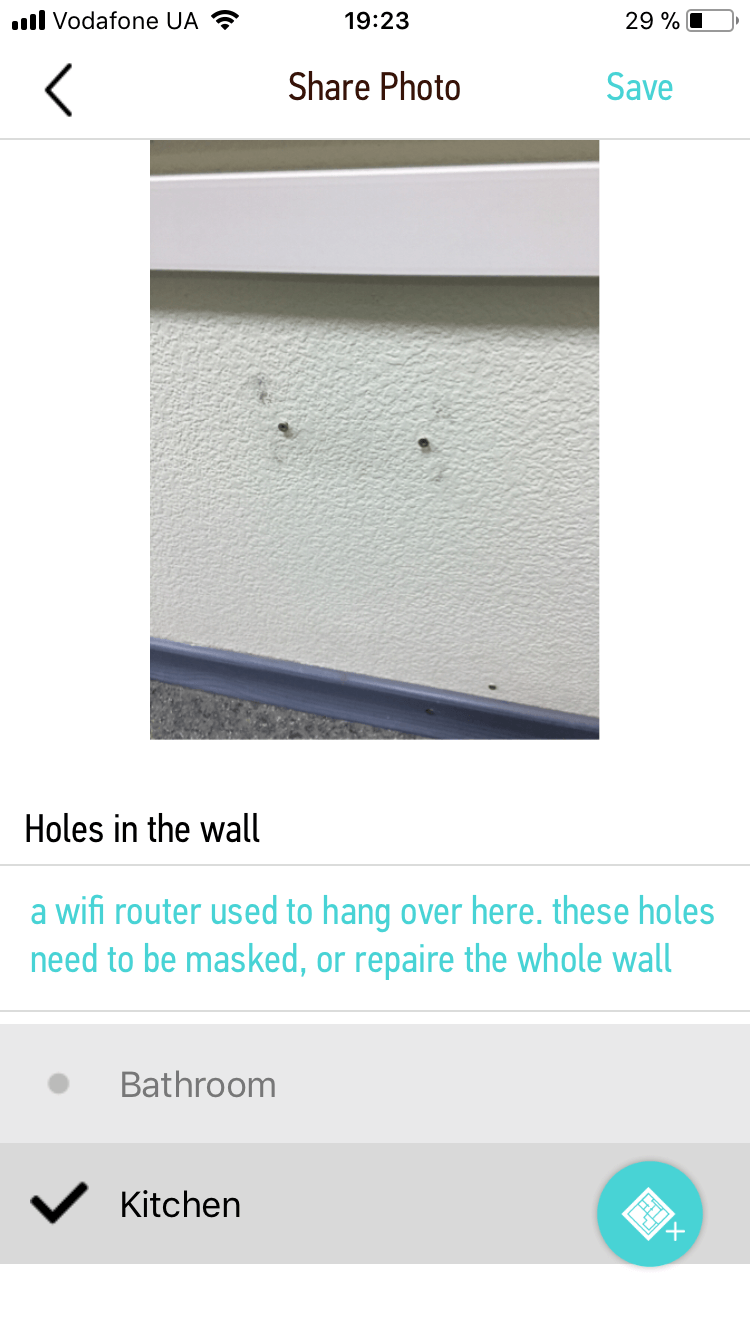 Vodafone UA 19:23 29 %
Share Photo Save
Holes in the wall
a wifi router used to hang over here. these holes
need to be masked, or repaire the whole wall
Bathroom
Kitchen